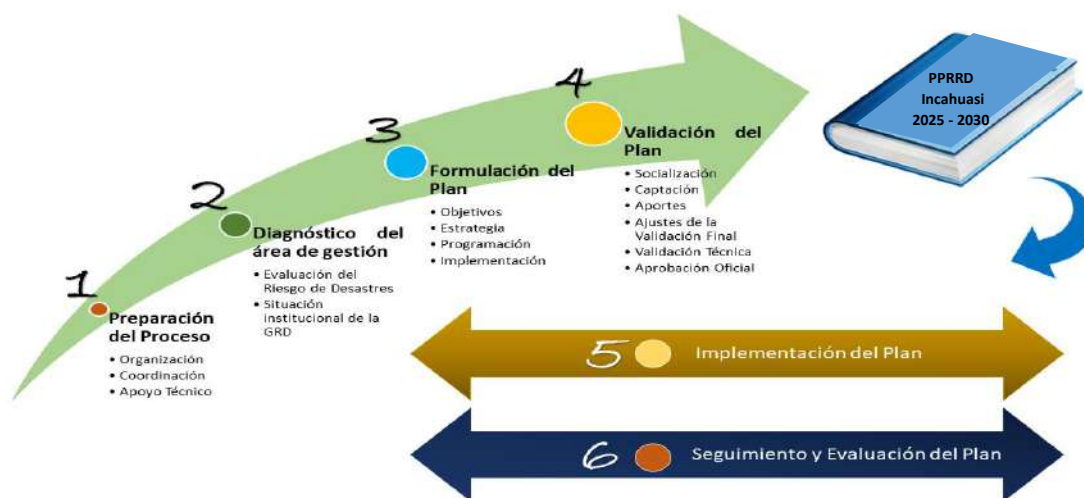 1
Preparación
del Proceso
• Organización
• Coordinación
• Apoyo Técnico
2
Diagnóstico del
área de gestión
• Evaluación del
Riesgo de Desastres
• Situación
institucional de la
GRD
3
Formulación del
Plan
• Objetivos
• Estrategia
• Programación
• Implementación
4
Validación del
Plan
• Socialización
• Captación
• Aportes
• Ajustes de la
Validación Final
• Validación Técnica
• Aprobación Oficial
PPRRD
Incahuasi
2025 - 2030
5 Implementación del Plan
6 Seguimiento y Evaluación del Plan